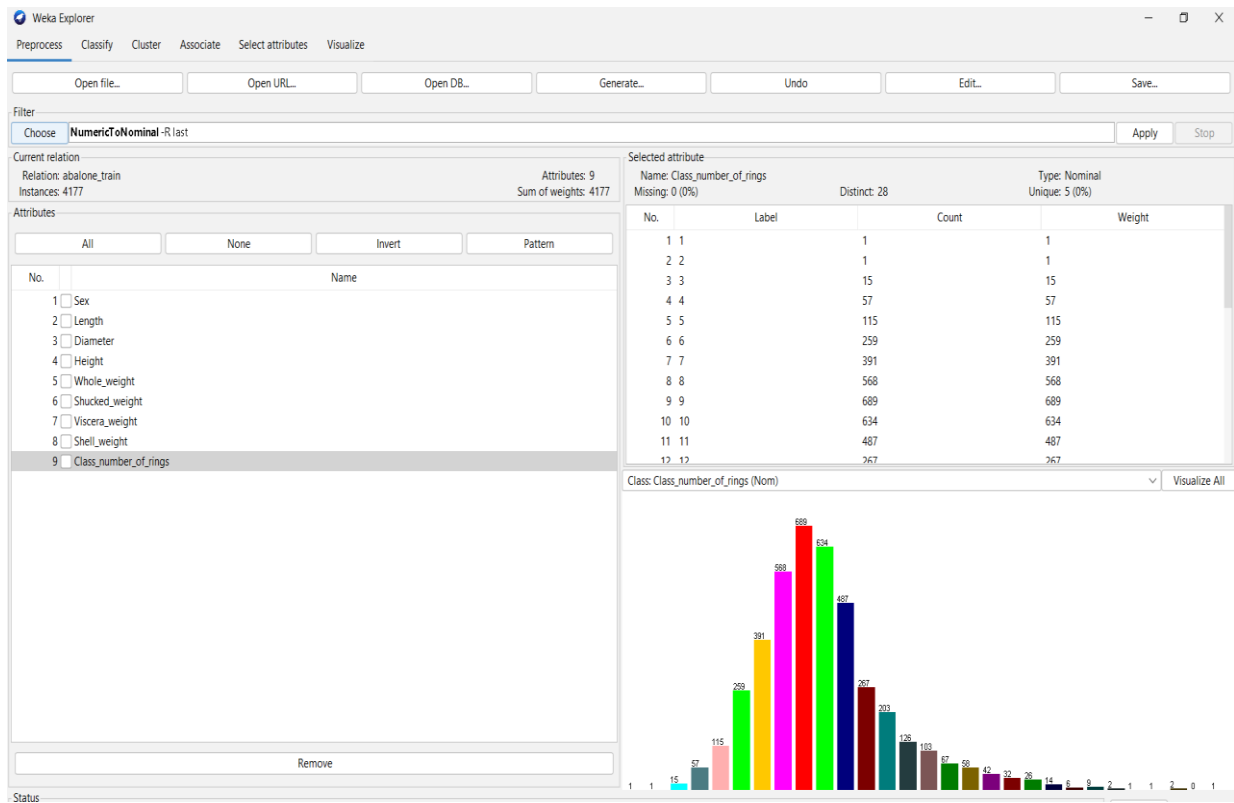 Weka Explorer
Preprocess Classify Cluster Associate Select attributes Visualize
Open file... Open URL... Open DB... Generate... Undo Edit... Save...
Filter
Choose NumericToNominal -R last Apply Stop
Current relation
Relation: abalone_train Attributes: 9
Instances: 4177 Sum of weights: 4177
Attributes
All None Invert Pattern
No. Name
1 Sex
2 Length
3 Diameter
4 Height
5 Whole_weight
6 Shucked_weight
7 Viscera_weight
8 Shell_weight
9 Class_number_of_rings
Remove
Status
Selected attribute
Name: Class_number_of_rings Type: Nominal
Missing: 0 (0%) Distinct: 28 Unique: 5 (0%)
No. Label Count Weight
1 1 1 1
2 2 1 1
3 3 15 15
4 4 57 57
5 5 115 115
6 6 259 259
7 7 391 391
8 8 568 568
9 9 689 689
10 10 634 634
11 11 487 487
12 12 267 267
Class: Class_number_of_rings (Nom) Visualize All
1 1 15 57 115 259 391 568 689 634 487 267 203 126 103 67 58 42 32 26 14 6 9 2 1 1 2 0 1